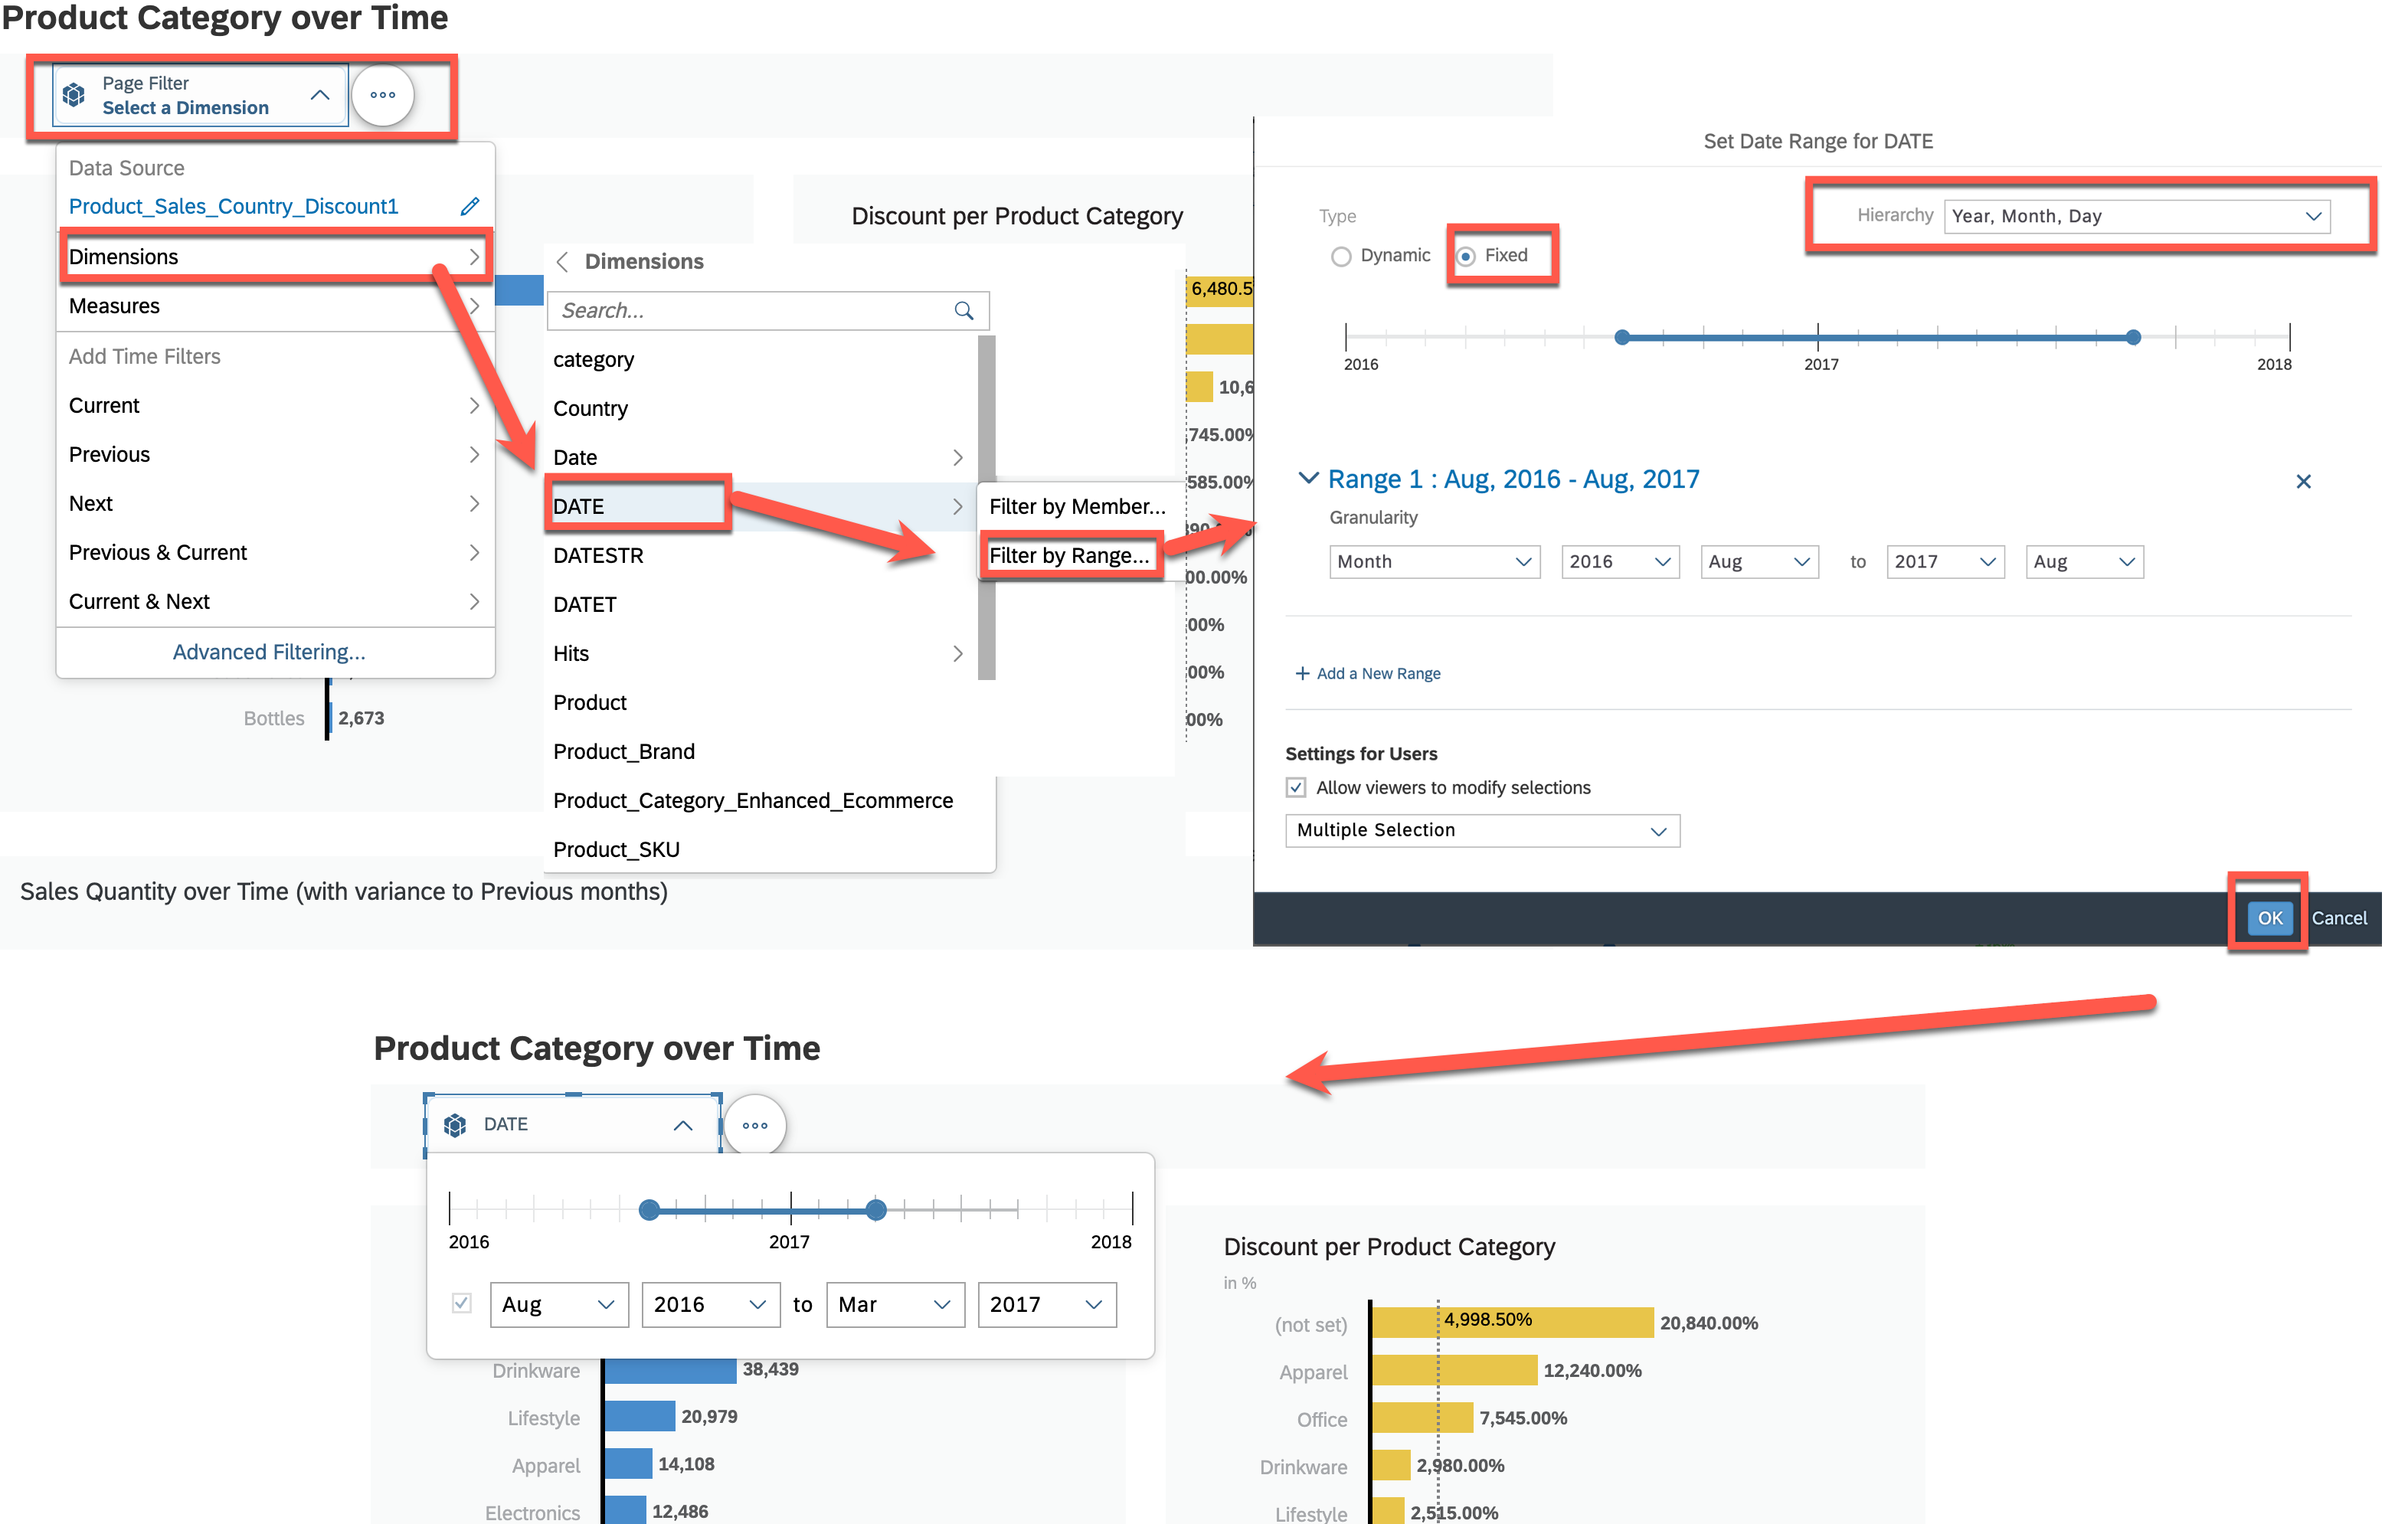 Product Category over Time
Page Filter
Select a Dimension
Data Source
Product_Sales_Country_Discount1
Dimensions
Measures
Add Time Filters
Current
Previous
Next
Previous & Current
Current & Next
Advanced Filtering...
Bottles
2,673
Dimensions
Search...
category
Country
Date
DATE
DATESTR
DATET
Hits
Product
Product_Brand
Product_Category_Enhanced_Ecommerce
Product_SKU
Filter by Member...
Filter by Range...
Discount per Product Category
6,480.5
10,6
745.00%
585.00%
00.00%
00%
00%
00%
Sales Quantity over Time (with variance to Previous months)
Set Date Range for DATE
Type
Dynamic
Fixed
Hierarchy
Year, Month, Day
2016
2017
2018
Range 1 : Aug, 2016 - Aug, 2017
Granularity
Month
2016
Aug
to
2017
Aug
+ Add a New Range
Settings for Users
Allow viewers to modify selections
Multiple Selection
OK
Cancel
Product Category over Time
DATE
2016
2017
2018
Aug
2016
to
Mar
2017
Drinkware
38,439
Lifestyle
20,979
Apparel
14,108
Electronics
12,486
Discount per Product Category
in %
(not set)
4,998.50%
20,840.00%
Apparel
12,240.00%
Office
7,545.00%
Drinkware
2,980.00%
Lifestyle
2,515.00%